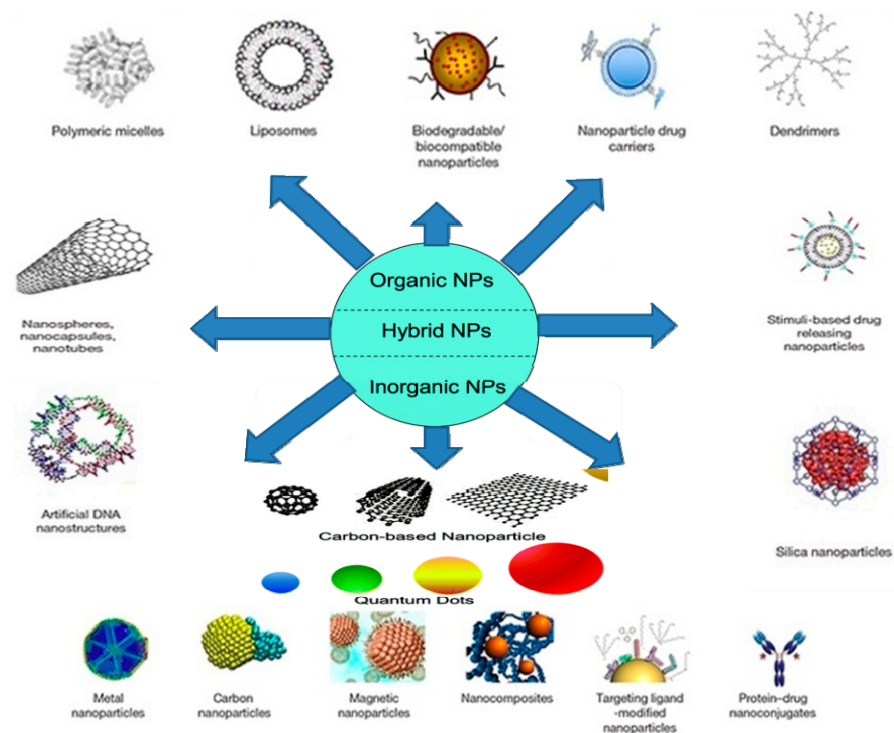 Polymeric micelles
Liposomes
Biodegradable/
biocompatible
nanoparticles
Nanoparticle drug
carriers
Dendrimers
Organic NPs
Hybrid NPs
Inorganic NPs
Nanospheres,
nanocapsules,
nanotubes
Stimuli-based drug
releasing
nanoparticles
Artificial DNA
nanostructures
Carbon-based Nanoparticle
Silica nanoparticles
Quantum Dots
Metal
nanoparticles
Carbon
nanoparticles
Magnetic
nanoparticles
Nanocomposites
Targeting ligand
-modified
nanoparticles
Protein–drug
nanoconjugates